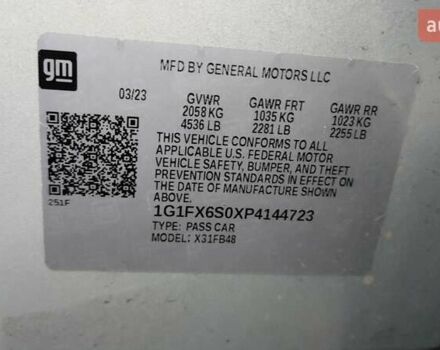 au
gm
MFD BY GENERAL MOTORS LLC
03/23 GVWR GAWR FRT GAWR RR
2058 KG 1035 KG 1023 KG
4536 LB 2281 LB 2255 LB
THIS VEHICLE CONFORMS TO ALL
APPLICABLE U.S. FEDERAL MOTOR
VEHICLE SAFETY, BUMPER, AND THEFT
PREVENTION STANDARDS IN EFFECT ON
THE DATE OF MANUFACTURE SHOWN
ABOVE.
251F
1G1FX6S0XP4144723
TYPE: PASS CAR
MODEL: X31FB48